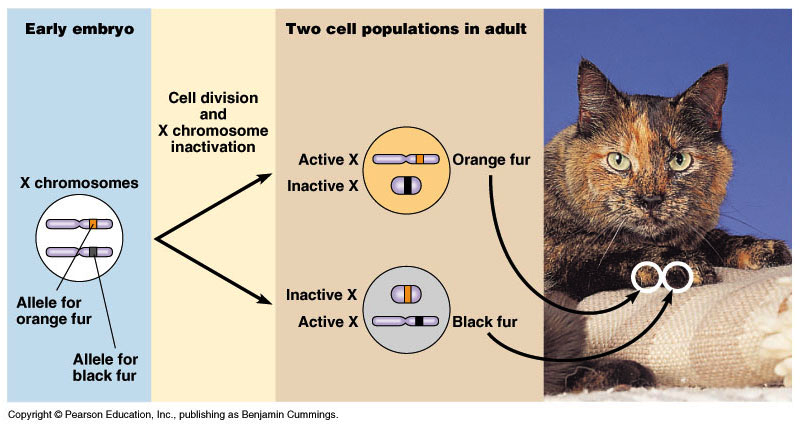 Early embryo
Two cell populations in adult
Cell division
and
X chromosome
inactivation
X chromosomes
Allele for
orange fur
Allele for
black fur
Active X
Orange fur
Inactive X
Inactive X
Active X
Black fur
Copyright © Pearson Education, Inc., publishing as Benjamin Cummings.